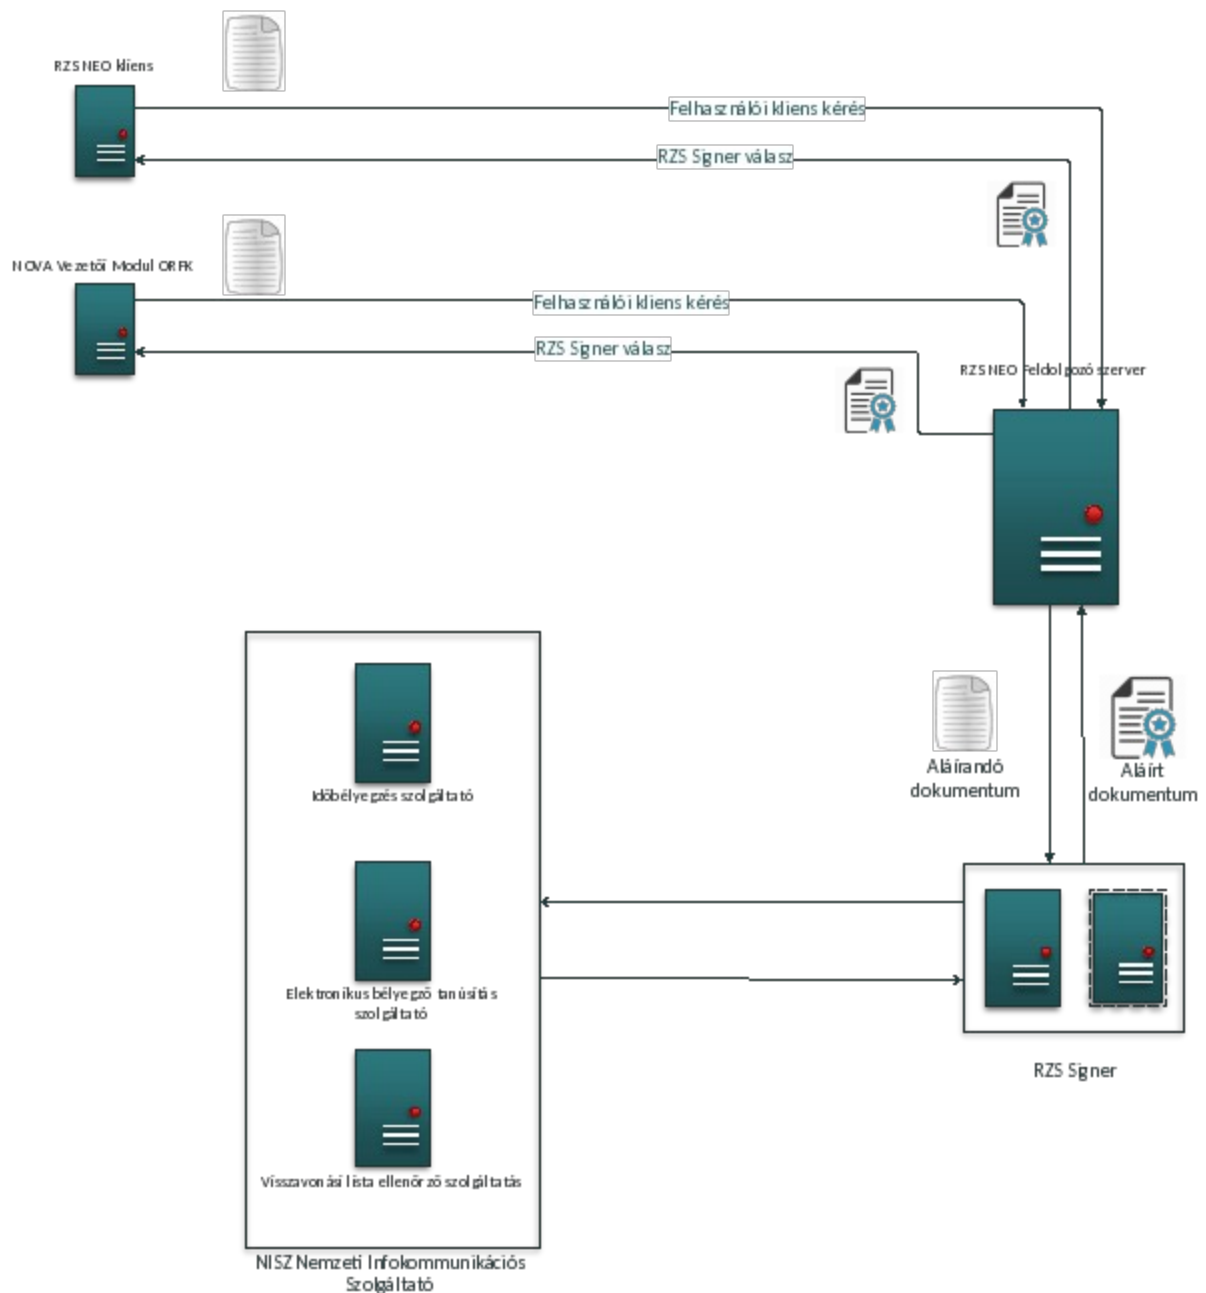 RZS NEO kliens
Felhasználói kliens kérés
RZS Signer válasz
NOVA Vezetői Modul ORFK
Felhasználói kliens kérés
RZS Signer válasz
RZS NEO Feldolgozó szerver
Aláírandó
dokumentum
Aláírt
dokumentum
Időbélyegzés szolgáltató
Elektronikus bélyegző tanúsítás
szolgáltató
RZS Signer
Visszavonási lista ellenőrző szolgáltatás
NISZ Nemzeti Infokommunikációs
Szolgáltató